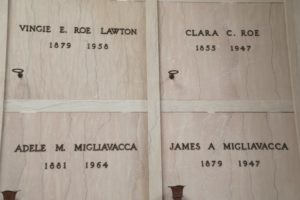 VINGIE E. ROE LAWTON
1879 1958
CLARA C. ROE
1855 1947
ADELE M. MIGLIAVACCA
1881 1964
JAMES A MIGLIAVACCA
1879 1947